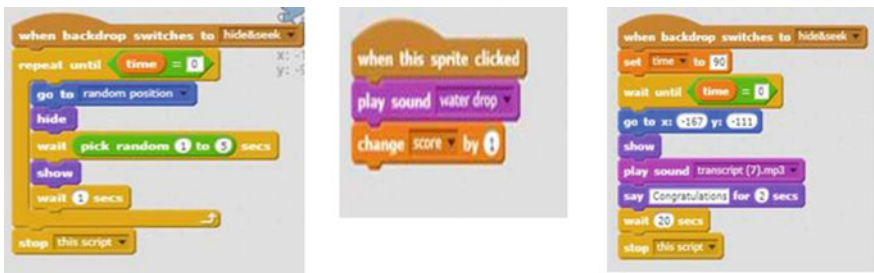 when backdrop switches to hide&seek
repeat until time = 0
go to random position
hide
wait pick random 1 to 5 secs
show
wait 1 secs
stop this script
when this sprite clicked
play sound water drop
change score by 1
when backdrop switches to hide&seek
set time to 90
wait until time = 0
go to x: -167 y: -111
show
play sound transcript (7).mp3
say Congratulations for 2 secs
wait 20 secs
stop this script